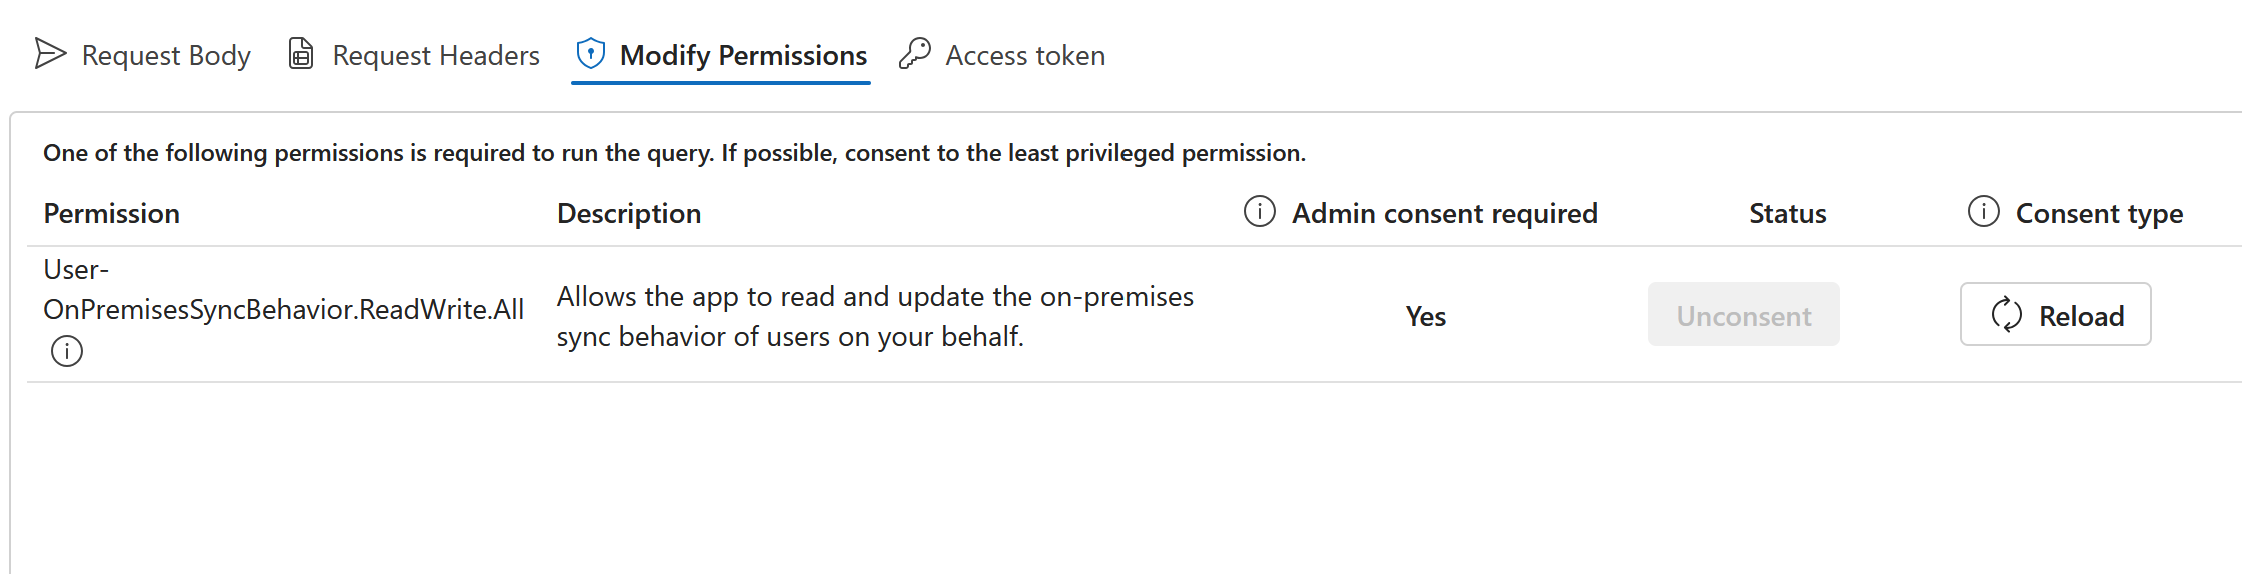 Request Body Request Headers Modify Permissions Access token
One of the following permissions is required to run the query. If possible, consent to the least privileged permission.
Permission Description Admin consent required Status Consent type
User-
OnPremisesSyncBehavior.ReadWrite.All
Allows the app to read and update the on-premises
sync behavior of users on your behalf.
Yes
Unconsent
Reload